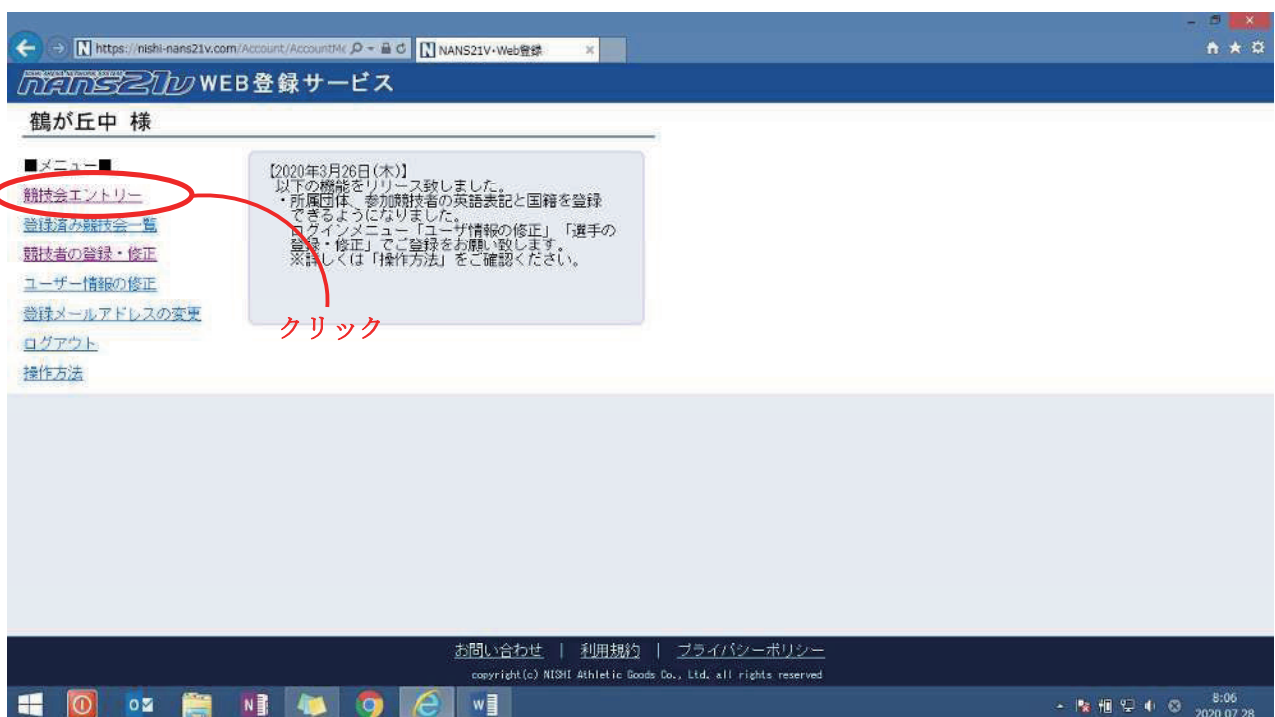 https://nishi-nans21v.com/Account/AccountMe
NANS21V-Web登録
nans21v WEB登録サービス
鶴が丘中 様
■メニュー■
競技会エントリー
登録済み競技会一覧
競技者の登録・修正
ユーザー情報の修正
登録メールアドレスの変更
ログアウト
操作方法
【2020年3月26日(木)】
以下の機能をリリース致しました。
・所属団体、参加競技者の英語表記と国籍を登録
できるようになりました。
ログインメニュー「ユーザ情報の修正」「選手の
登録・修正」でご登録をお願い致します。
※詳しくは「操作方法」をご確認ください。
クリック
お問い合わせ | 利用規約 | プライバシーポリシー
copyright(c) NISHI Athletic Goods Co., Ltd. all rights reserved
8:06
2020.07.28